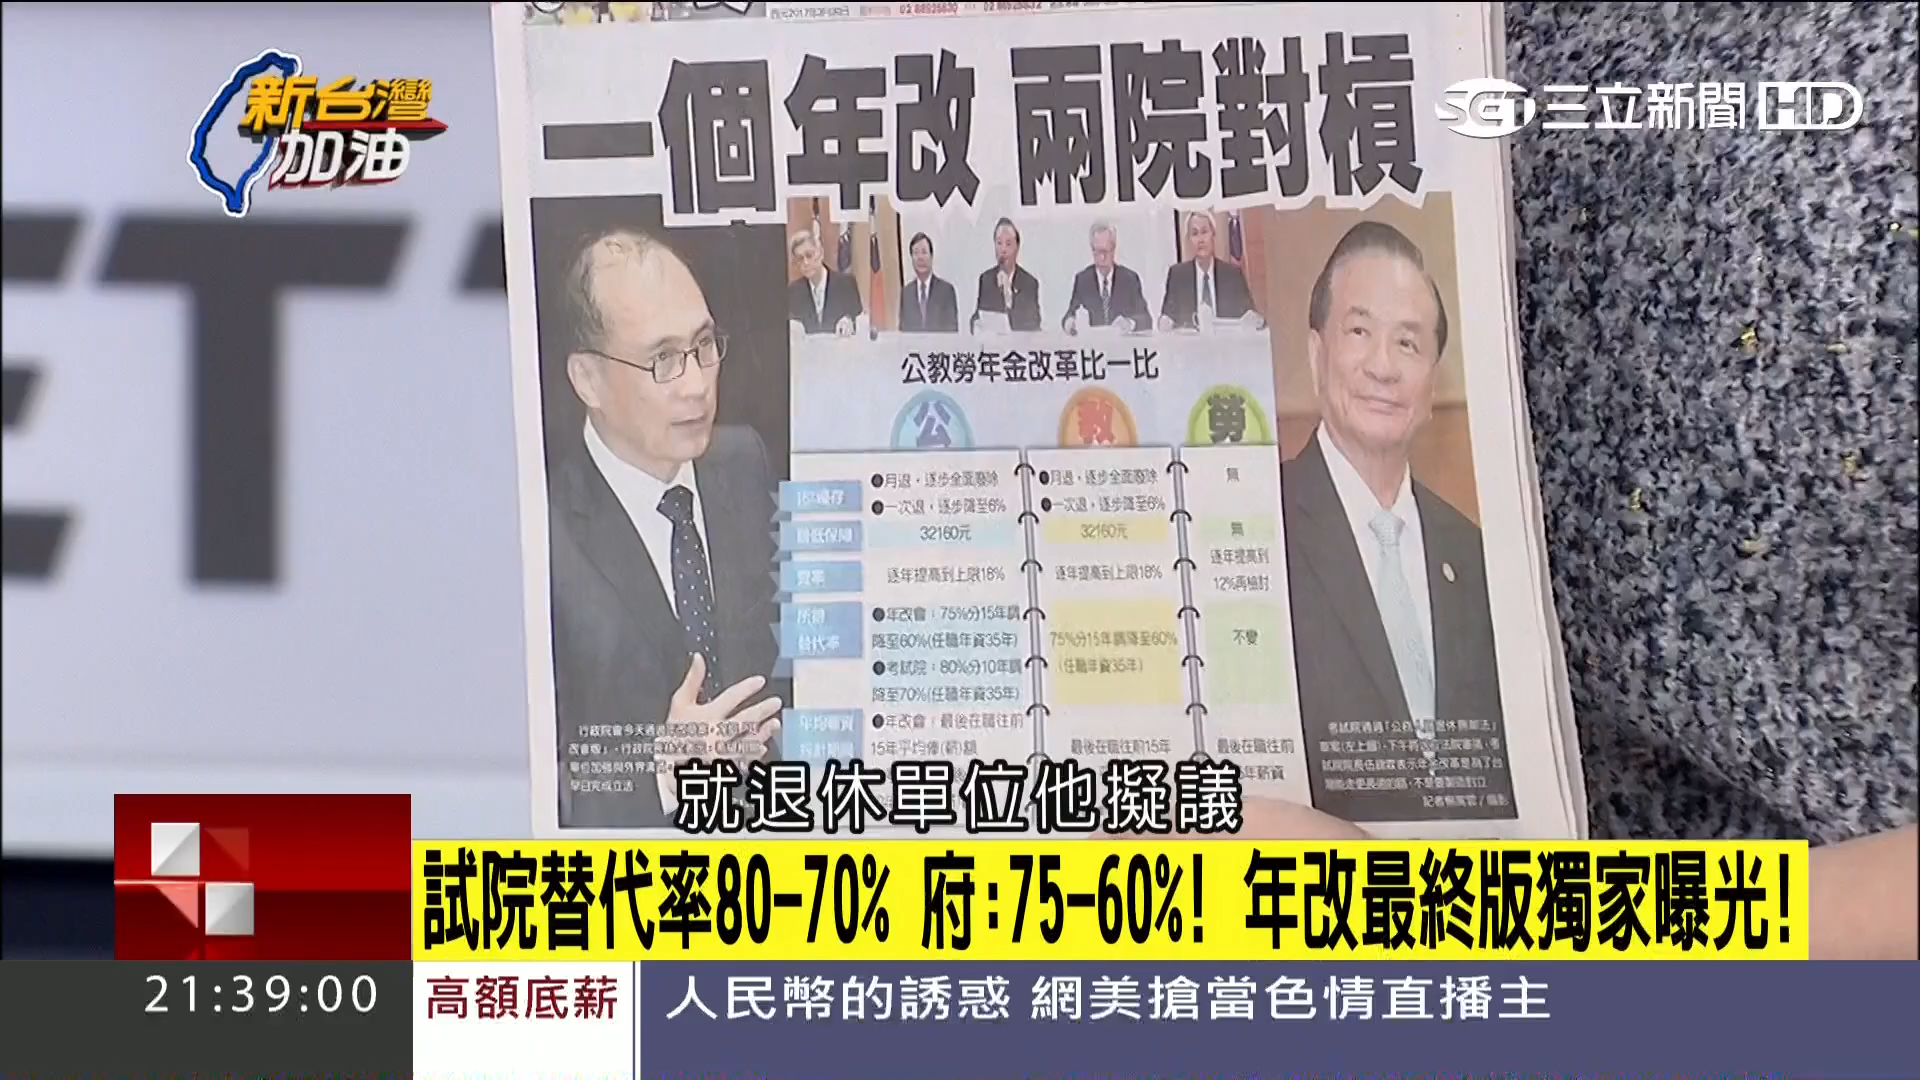 新台灣
加油
SET 三立新聞 HD
一個年改 兩院對槓
公教勞年金改革比一比
公
教
勞
●月退，逐步全面廢除
●一次退，逐步降至6%
●月退，逐步全面廢除
●一次退，逐步降至6%
無
最低保障
32160元
32160元
無
費率
逐年提高到上限18%
逐年提高到上限18%
逐年提高到
12%再檢討
所得
替代率
●年改會：75%分15年調
降至60%(任職年資35年)
●考試院：80%分10年調
降至70%(任職年資35年)
75%分15年調降至60%
(任職年資35年)
不變
●年改會：最後在職往前
15年平均俸(薪)額
最後在職往前15年
最後在職往前
就退休單位他擬議
試院替代率80-70% 府:75-60%! 年改最終版獨家曝光!
21:39:00
高額底薪
人民幣的誘惑 網美搶當色情直播主